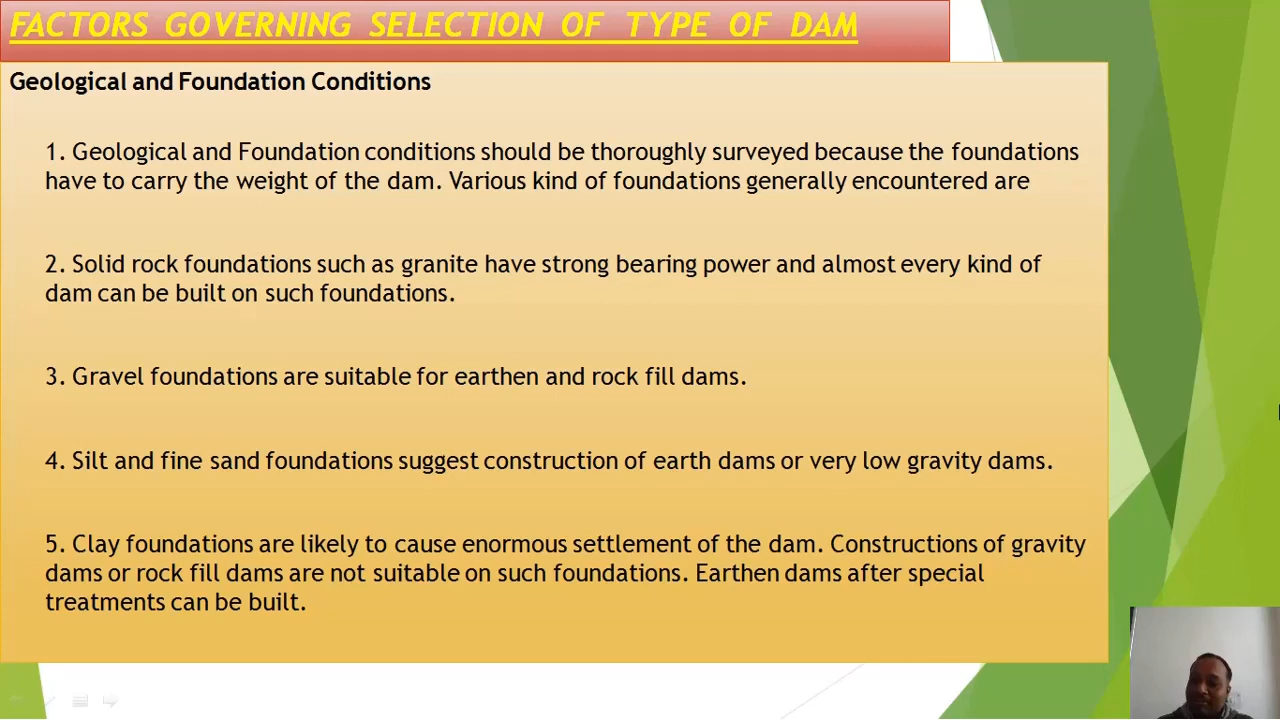 FACTORS GOVERNING SELECTION OF TYPE OF DAM
Geological and Foundation Conditions
1. Geological and Foundation conditions should be thoroughly surveyed because the foundations
have to carry the weight of the dam. Various kind of foundations generally encountered are
2. Solid rock foundations such as granite have strong bearing power and almost every kind of
dam can be built on such foundations.
3. Gravel foundations are suitable for earthen and rock fill dams.
4. Silt and fine sand foundations suggest construction of earth dams or very low gravity dams.
5. Clay foundations are likely to cause enormous settlement of the dam. Constructions of gravity
dams or rock fill dams are not suitable on such foundations. Earthen dams after special
treatments can be built.